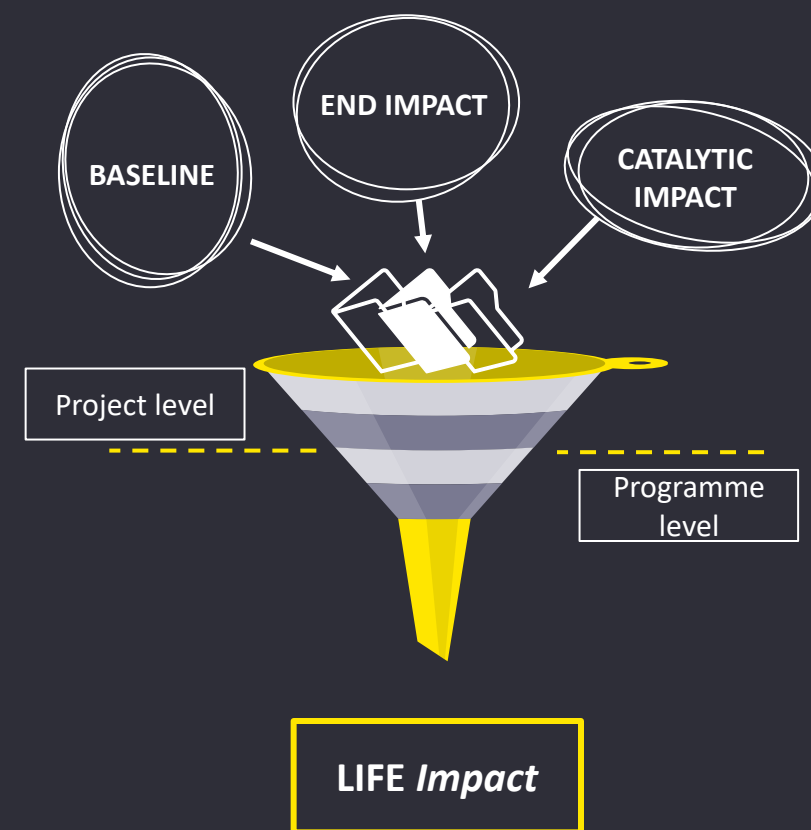 END IMPACT
BASELINE
CATALYTIC
IMPACT
Project level
Programme
level
LIFE Impact